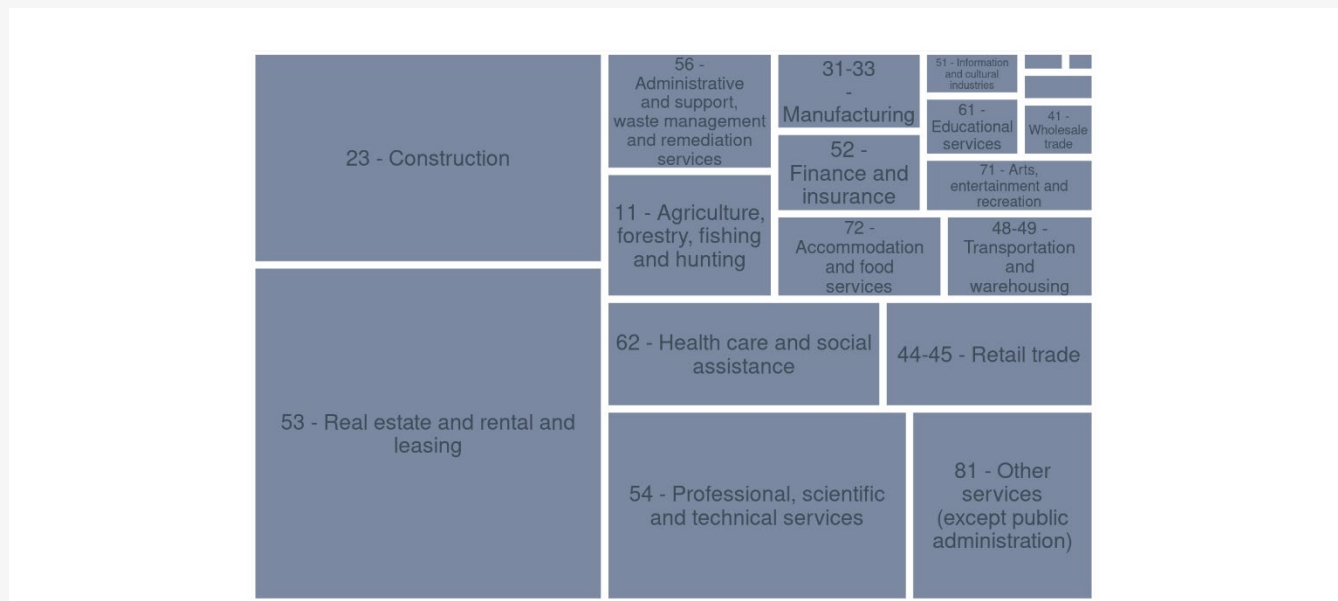 23 - Construction
53 - Real estate and rental and
leasing
56 -
Administrative
and support,
waste management
and remediation
services
11 - Agriculture,
forestry, fishing
and hunting
31-33
-
Manufacturing
52 -
Finance and
insurance
51 - Information
and cultural
industries
61 -
Educational
services
41 -
Wholesale
trade
71 - Arts,
entertainment and
recreation
72 -
Accommodation
and food
services
48-49 -
Transportation
and
warehousing
62 - Health care and social
assistance
44-45 - Retail trade
54 - Professional, scientific
and technical services
81 - Other
services
(except public
administration)